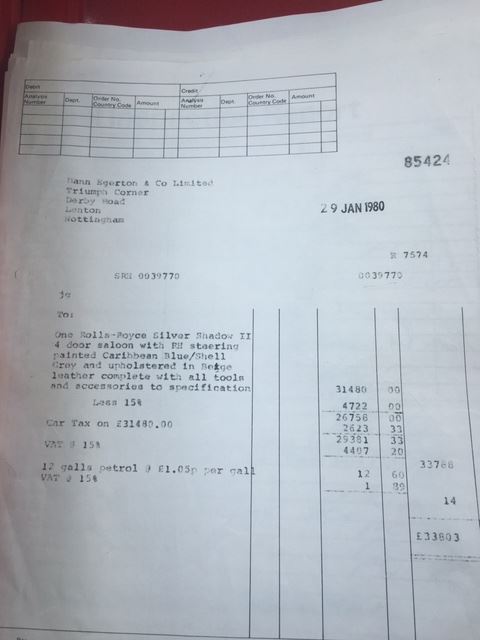 Debit
Credit
Analysis Number Dept. Order No. Country Code Amount Analysis Number Dept. Order No. Country Code Amount
85424
Mann Egerton & Co Limited
Triumph Corner
Derby Road
Lenton
Nottingham
29 JAN 1980
R 7574
SRH 0039770 0039770
jc
To:
One Rolls-Royce Silver Shadow II
4 door saloon with RH steering
painted Caribbean Blue/Shell
Grey and upholstered in Beige
leather complete with all tools
and accessories to specification 31480 00
Less 15% 4722 00
26758 00
Car Tax on £31480.00 2623 33
29381 33
VAT @ 15% 4407 20
33788
12 galls petrol @ £1.05p per gall 12 60
VAT @ 15% 1 89
14
£33803